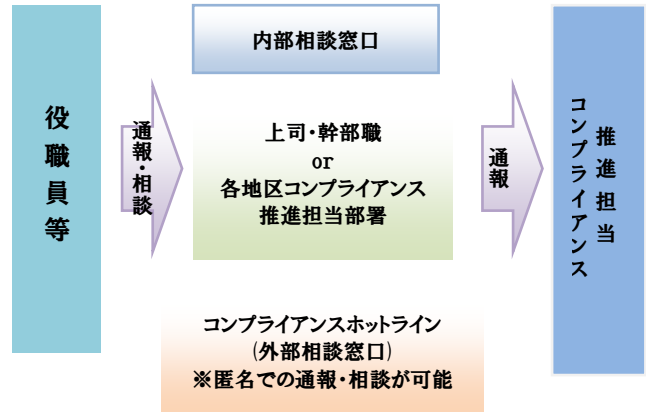 役職員等
通報・相談
内部相談窓口
上司・幹部職
or
各地区コンプライアンス
推進担当部署
コンプライアンスホットライン
(外部相談窓口)
※匿名での通報・相談が可能
通報
コンプライアンス
推進担当